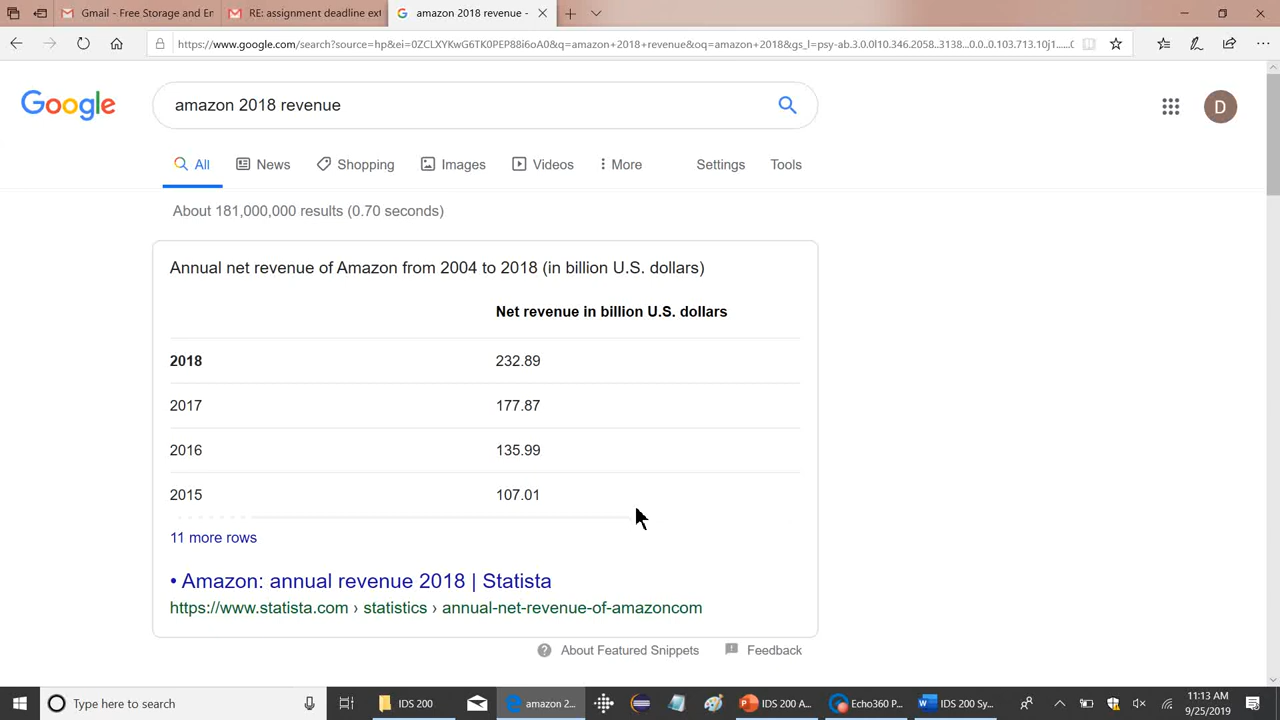 Gmail - Free Storage and Em
RE: assignment deadline ext
amazon 2018 revenue -
https://www.google.com/search?source=hp&ei=0ZCLXYKwG6TK0PEP88i6oA0&q=amazon+2018+revenue&oq=amazon+2018&gs_l=psy-ab.3.0.0l10.346.2058..3138...0.0..0.103.713.10j1......0
Google
amazon 2018 revenue
D
All
News
Shopping
Images
Videos
More
Settings
Tools
About 181,000,000 results (0.70 seconds)
Annual net revenue of Amazon from 2004 to 2018 (in billion U.S. dollars)
Net revenue in billion U.S. dollars
2018 232.89
2017 177.87
2016 135.99
2015 107.01
11 more rows
• Amazon: annual revenue 2018 | Statista
https://www.statista.com › statistics › annual-net-revenue-of-amazoncom
About Featured Snippets
Feedback
Type here to search
IDS 200
amazon 2...
IDS 200 A...
Echo360 P...
IDS 200 Sy...
11:13 AM
9/25/2019